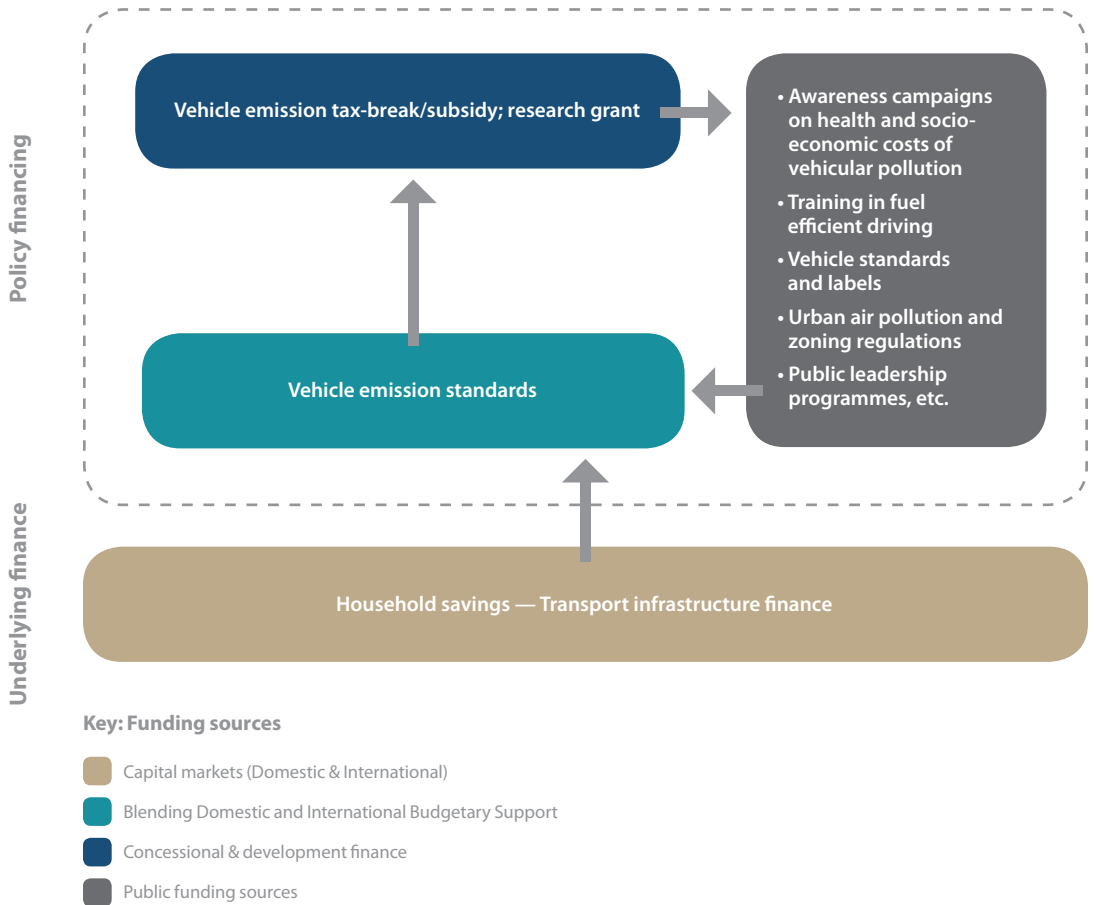 Policy financing
Vehicle emission tax-break/subsidy; research grant
• Awareness campaigns
on health and socio-
economic costs of
vehicular pollution
• Training in fuel
efficient driving
• Vehicle standards
and labels
• Urban air pollution and
zoning regulations
• Public leadership
programmes, etc.
Vehicle emission standards
Underlying finance
Household savings — Transport infrastructure finance
Key: Funding sources
Capital markets (Domestic & International)
Blending Domestic and International Budgetary Support
Concessional & development finance
Public funding sources